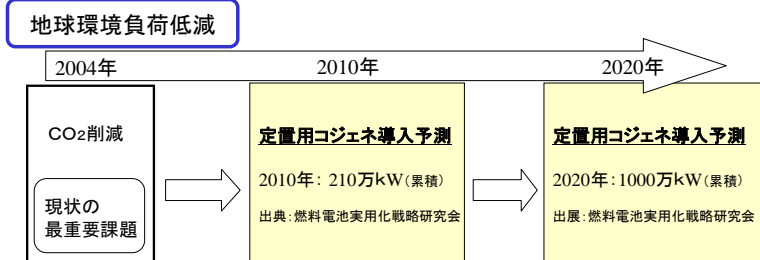 地球環境負荷低減
2004年
2010年
2020年
CO2削減
現状の
最重要課題
定置用コジェネ導入予測
2010年：210万kW（累積）
出典：燃料電池実用化戦略研究会
定置用コジェネ導入予測
2020年：1000万kW（累積）
出展：燃料電池実用化戦略研究会